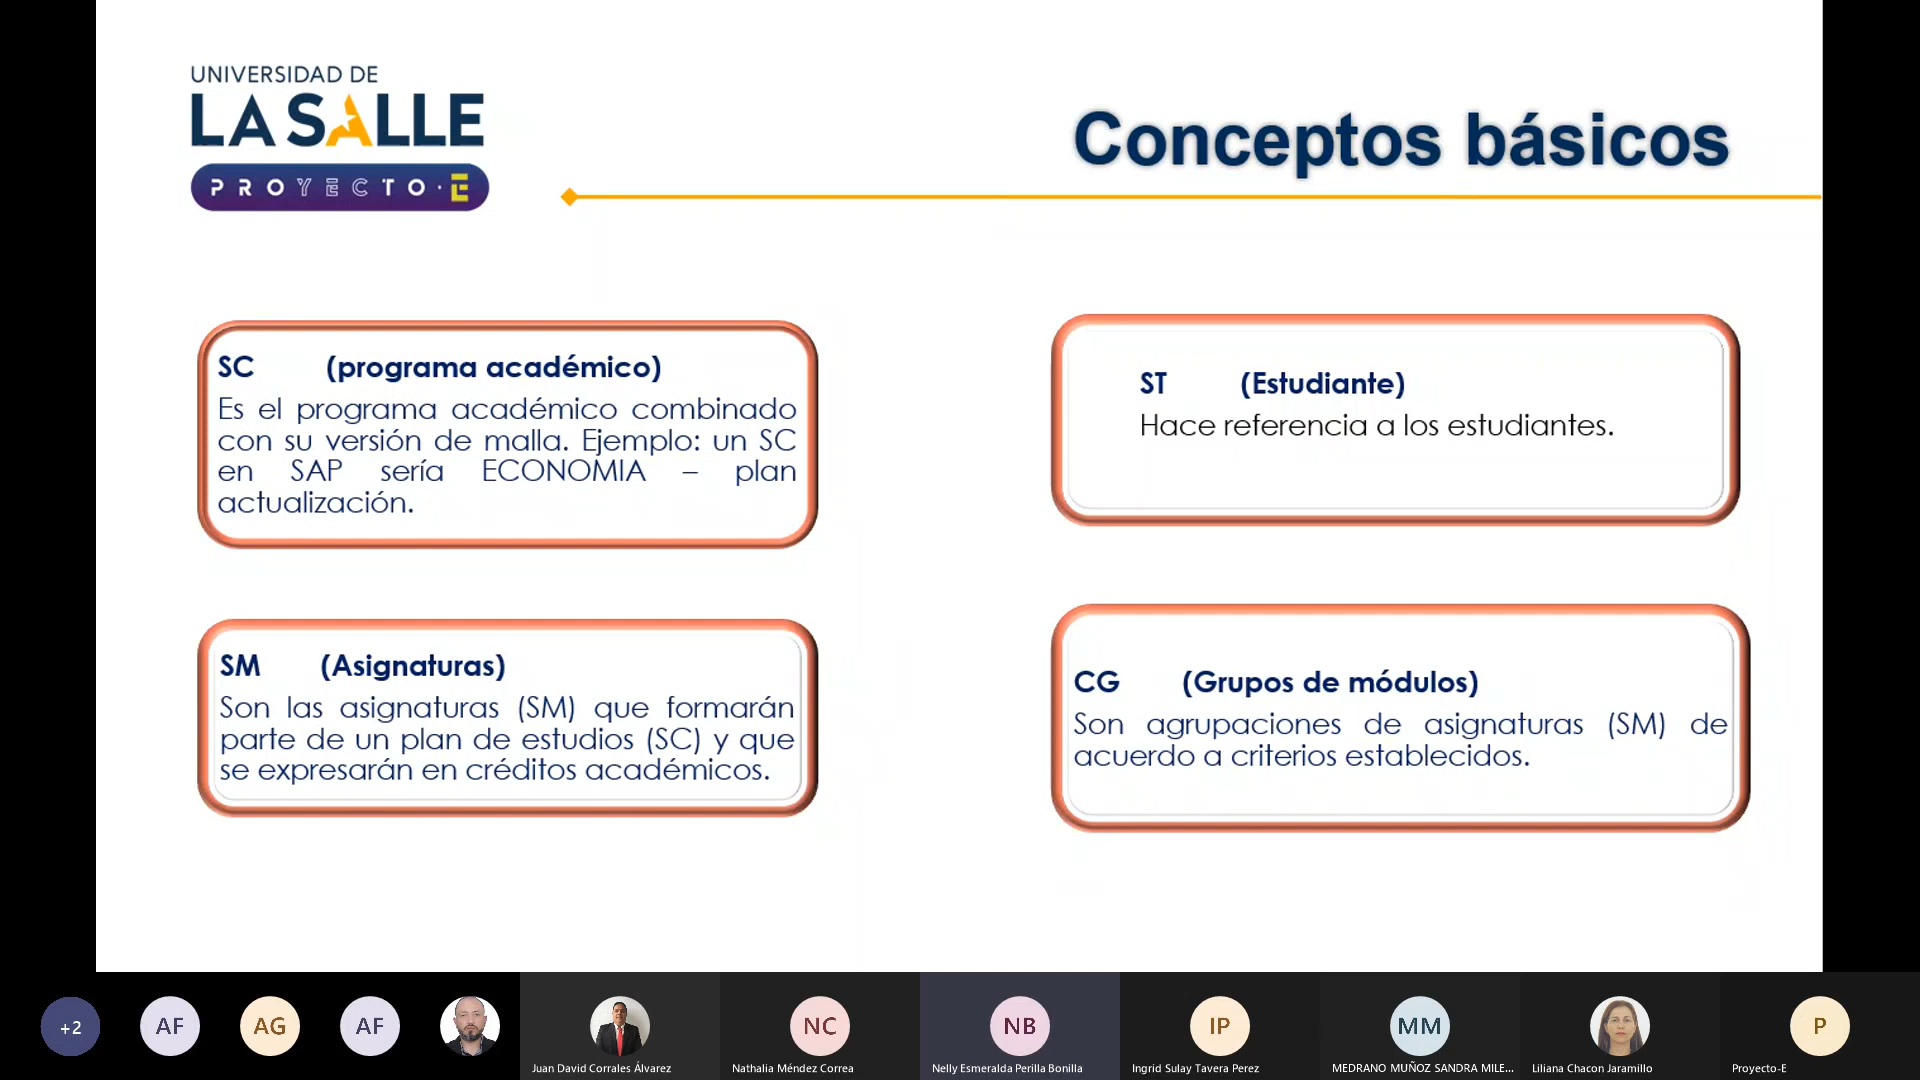 UNIVERSIDAD DE
LA SALLE
PROYECTO·E
Conceptos básicos
SC (programa académico)
Es el programa académico combinado
con su versión de malla. Ejemplo: un SC
en SAP sería ECONOMIA – plan
actualización.
ST (Estudiante)
Hace referencia a los estudiantes.
SM (Asignaturas)
Son las asignaturas (SM) que formarán
parte de un plan de estudios (SC) y que
se expresarán en créditos académicos.
CG (Grupos de módulos)
Son agrupaciones de asignaturas (SM) de
acuerdo a criterios establecidos.
+2
AF
AG
AF
NC
NB
IP
MM
P
Juan David Corrales Álvarez
Nathalia Méndez Correa
Nelly Esmeralda Perilla Bonilla
Ingrid Sulay Tavera Perez
MEDRANO MUÑOZ SANDRA MILE...
Liliana Chacon Jaramillo
Proyecto-E